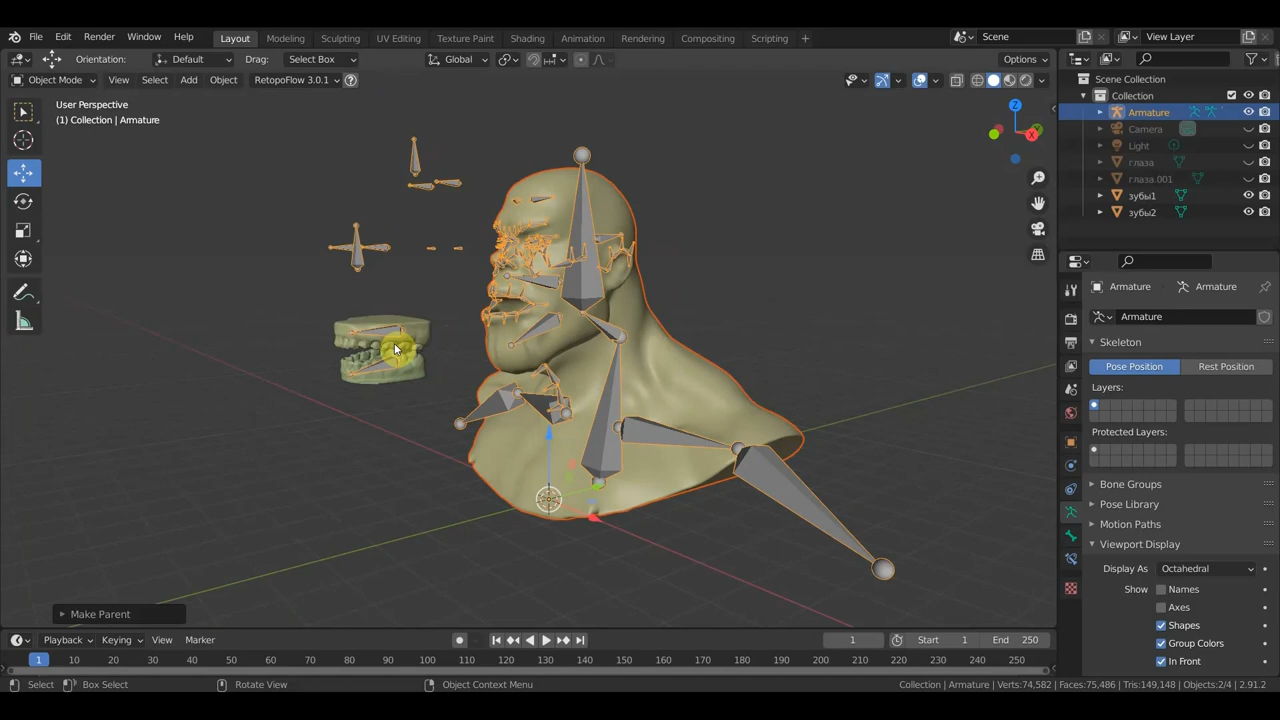 File Edit Render Window Help Layout Modeling Sculpting UV Editing Texture Paint Shading Animation Rendering Compositing Scripting + Scene View Layer
Orientation: Default Drag: Select Box Global Options
Object Mode View Select Add Object RetopoFlow 3.0.1
User Perspective
(1) Collection | Armature
Scene Collection
Collection
Armature
Camera
Light
глаза
глаза.001
зубы1
зубы2
Armature Armature
Armature
Skeleton
Pose Position Rest Position
Layers:
Protected Layers:
Bone Groups
Pose Library
Motion Paths
Viewport Display
Display As Octahedral
Show Names
Axes
Shapes
Group Colors
In Front
Z
X
Make Parent
Playback Keying View Marker 1 Start 1 End 250
1 10 20 30 40 50 60 70 80 90 100 110 120 130 140 150 160 170 180 190 200 210 220 230 240 250
Select Box Select Rotate View Object Context Menu Collection | Armature | Verts:74,582 | Faces:75,486 | Tris:149,148 | Objects:2/4 | 2.91.2